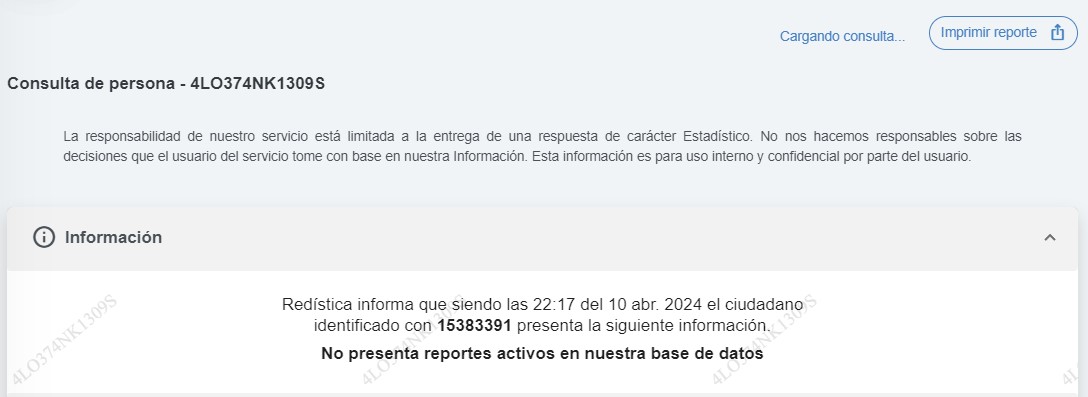 Cargando consulta...
Imprimir reporte
Consulta de persona - 4LO374NK1309S
La responsabilidad de nuestro servicio está limitada a la entrega de una respuesta de carácter Estadístico. No nos hacemos responsables sobre las
decisiones que el usuario del servicio tome con base en nuestra Información. Esta información es para uso interno y confidencial por parte del usuario.
Información
Redística informa que siendo las 22:17 del 10 abr. 2024 el ciudadano
identificado con 15383391 presenta la siguiente información.
No presenta reportes activos en nuestra base de datos
4LO374NK1309S
4LO374NK1309S
4LO374NK1309S
4L